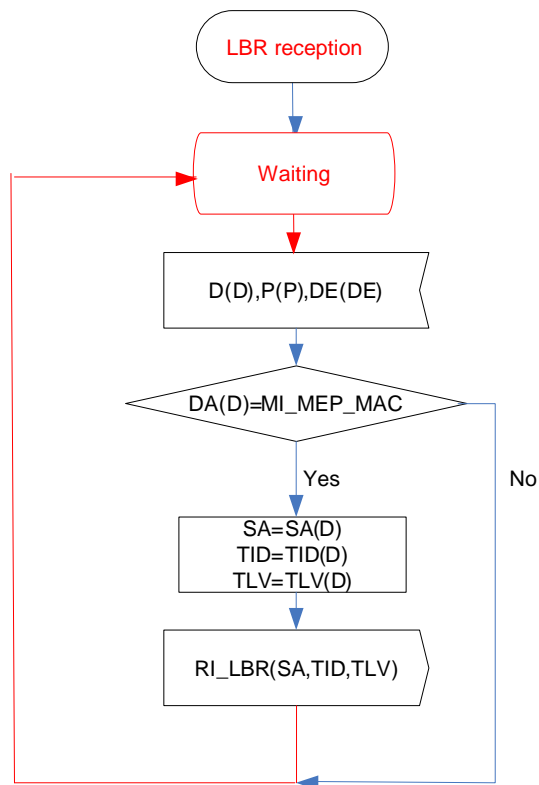 LBR reception
Waiting
D(D),P(P),DE(DE)
DA(D)=MI_MEP_MAC
Yes
No
SA=SA(D)
TID=TID(D)
TLV=TLV(D)
RI_LBR(SA,TID,TLV)